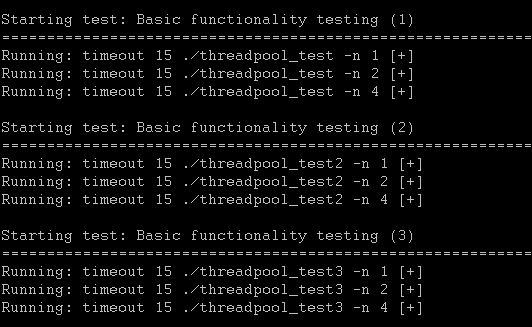 Starting test: Basic functionality testing (1)
==========================================================
Running: timeout 15 ./threadpool_test -n 1 [+]
Running: timeout 15 ./threadpool_test -n 2 [+]
Running: timeout 15 ./threadpool_test -n 4 [+]
Starting test: Basic functionality testing (2)
==========================================================
Running: timeout 15 ./threadpool_test2 -n 1 [+]
Running: timeout 15 ./threadpool_test2 -n 2 [+]
Running: timeout 15 ./threadpool_test2 -n 4 [+]
Starting test: Basic functionality testing (3)
==========================================================
Running: timeout 15 ./threadpool_test3 -n 1 [+]
Running: timeout 15 ./threadpool_test3 -n 2 [+]
Running: timeout 15 ./threadpool_test3 -n 4 [+]